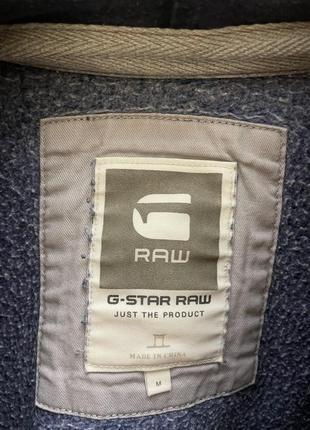 G
RAW
G-STAR RAW
JUST THE PRODUCT
MADE IN CHINA
M